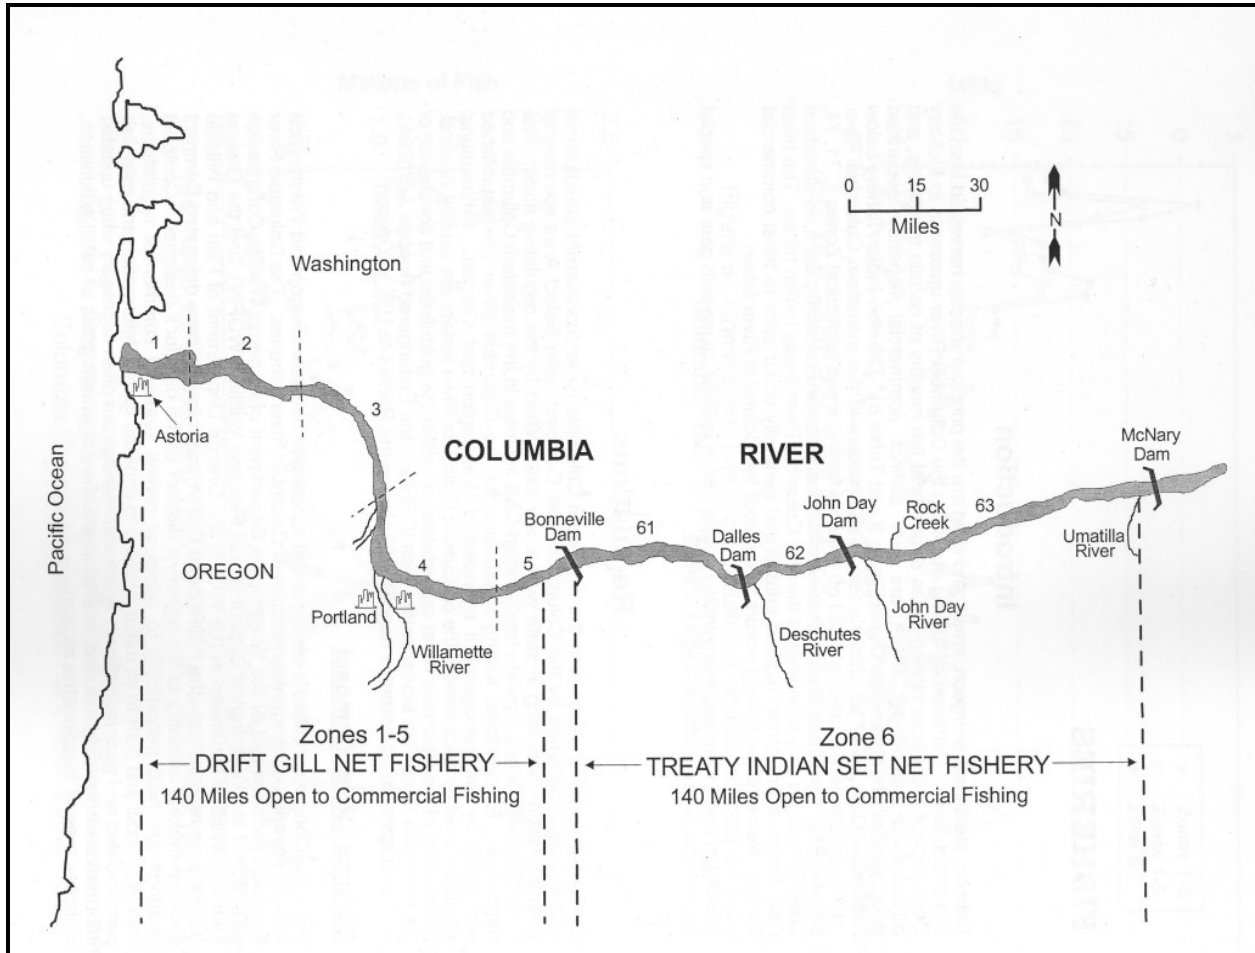 0 15 30
Miles
N
Washington
1
2
3
Astoria
Pacific Ocean
COLUMBIA RIVER
McNary
Dam
OREGON
4
5
Bonneville
Dam
61
Dalles
Dam
62
John Day
Dam
Rock
Creek
63
Umatilla
River
Portland
Willamette
River
Deschutes
River
John Day
River
Zones 1-5
DRIFT GILL NET FISHERY
140 Miles Open to Commercial Fishing
Zone 6
TREATY INDIAN SET NET FISHERY
140 Miles Open to Commercial Fishing